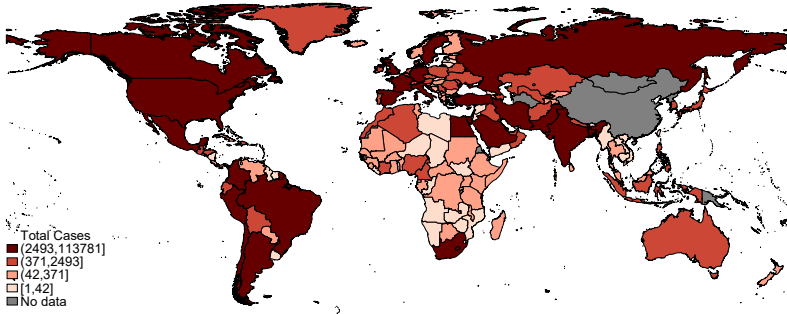 Total Cases
(2493,113781]
(371,2493]
(42,371]
[1,42]
No data